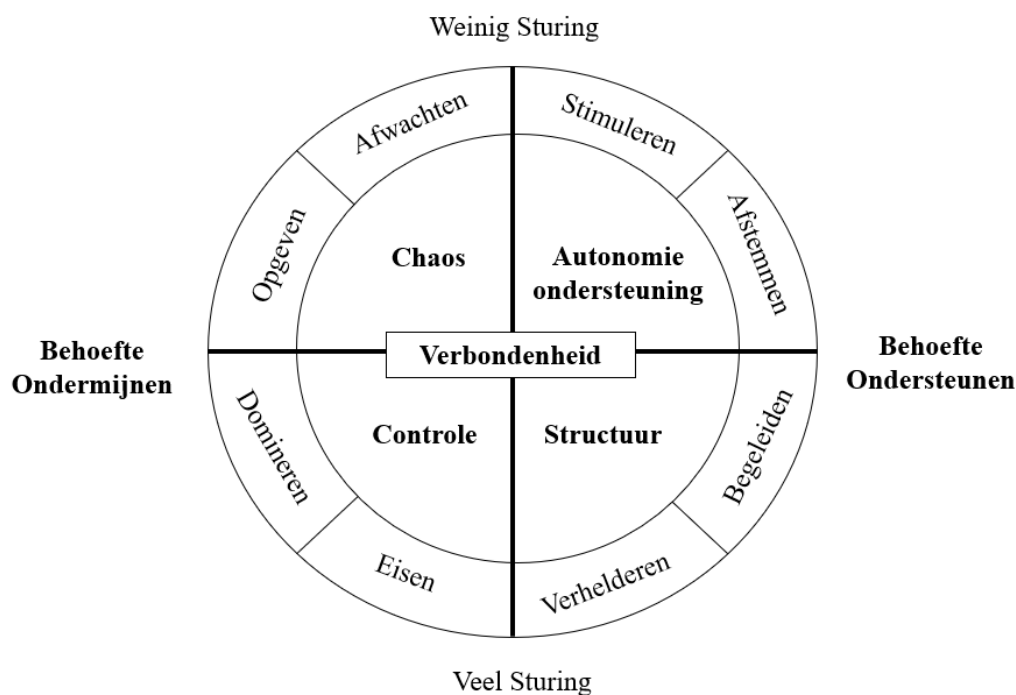 Weinig Sturing
Afwachten
Stimuleren
Opgeven
Afstemmen
Chaos
Autonomie
ondersteuning
Behoefte
Ondermijnen
Verbondenheid
Behoefte
Ondersteunen
Domineren
Controle
Structuur
Begeleiden
Eisen
Verhelderen
Veel Sturing